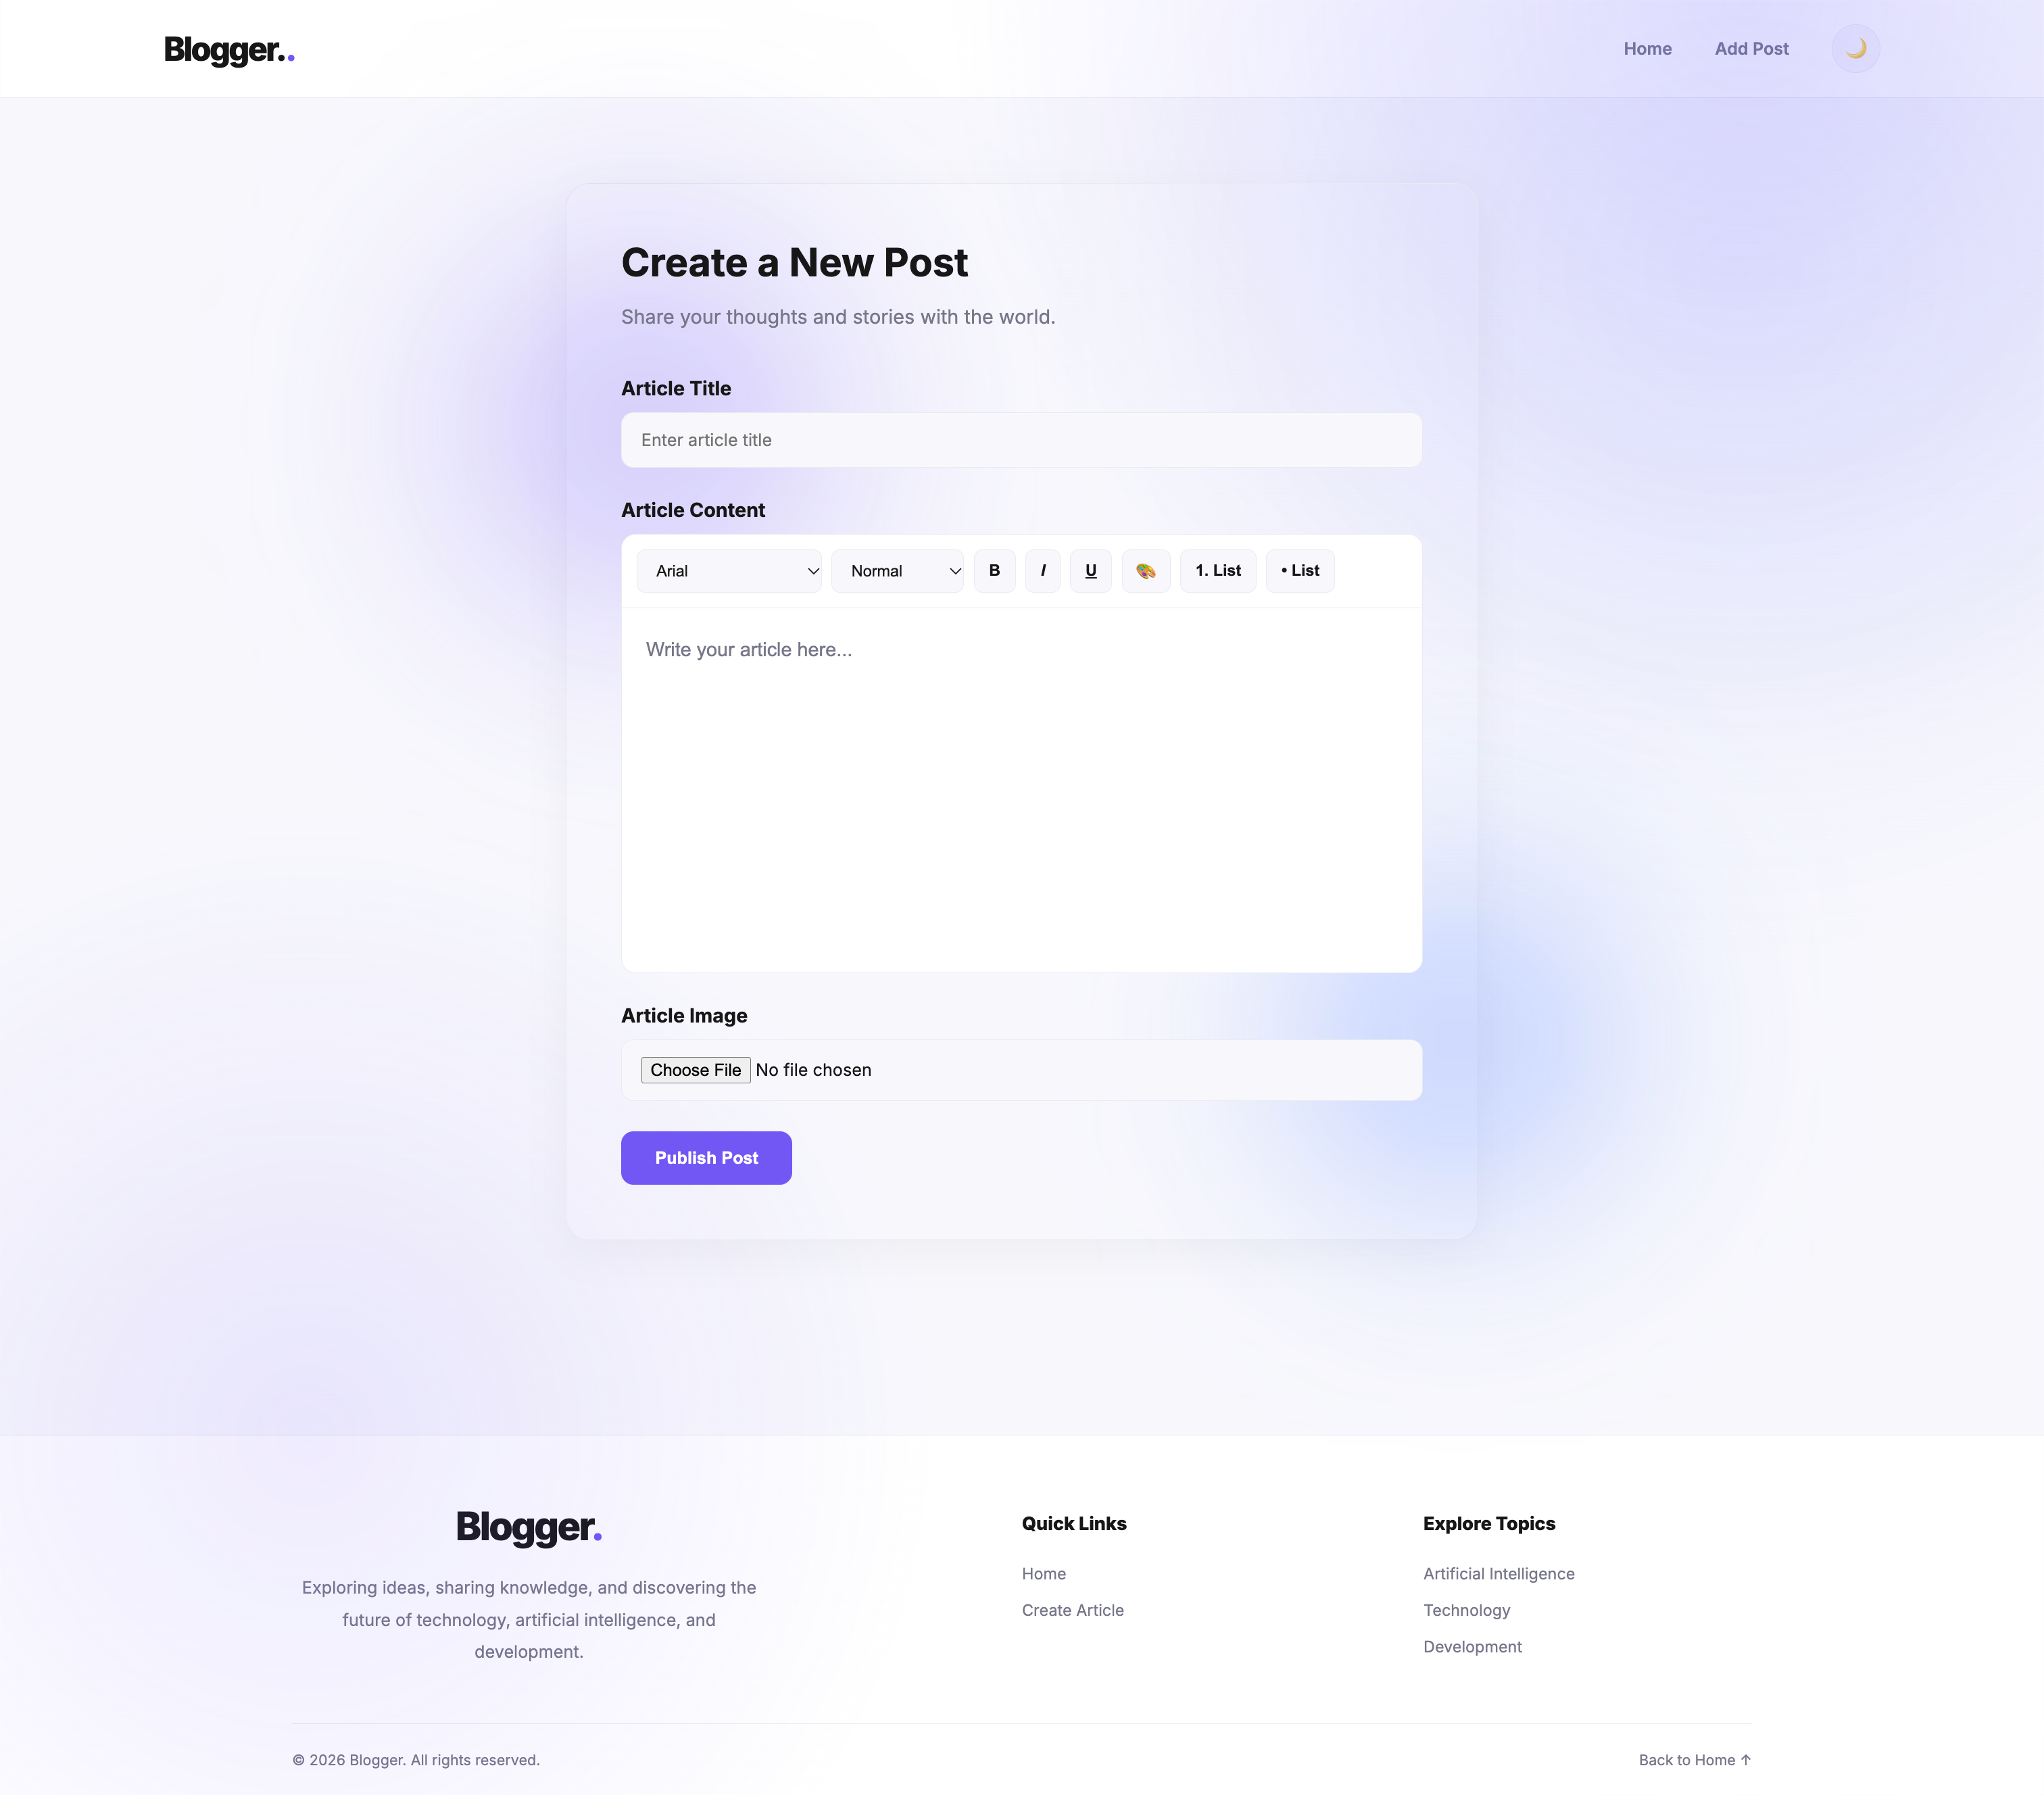 Blogger..
Home
Add Post
Create a New Post
Share your thoughts and stories with the world.
Article Title
Enter article title
Article Content
Arial
Normal
B
I
U
1. List
• List
Write your article here...
Article Image
Choose File No file chosen
Publish Post
Blogger.
Exploring ideas, sharing knowledge, and discovering the
future of technology, artificial intelligence, and
development.
Quick Links
Home
Create Article
Explore Topics
Artificial Intelligence
Technology
Development
© 2026 Blogger. All rights reserved.
Back to Home ↑